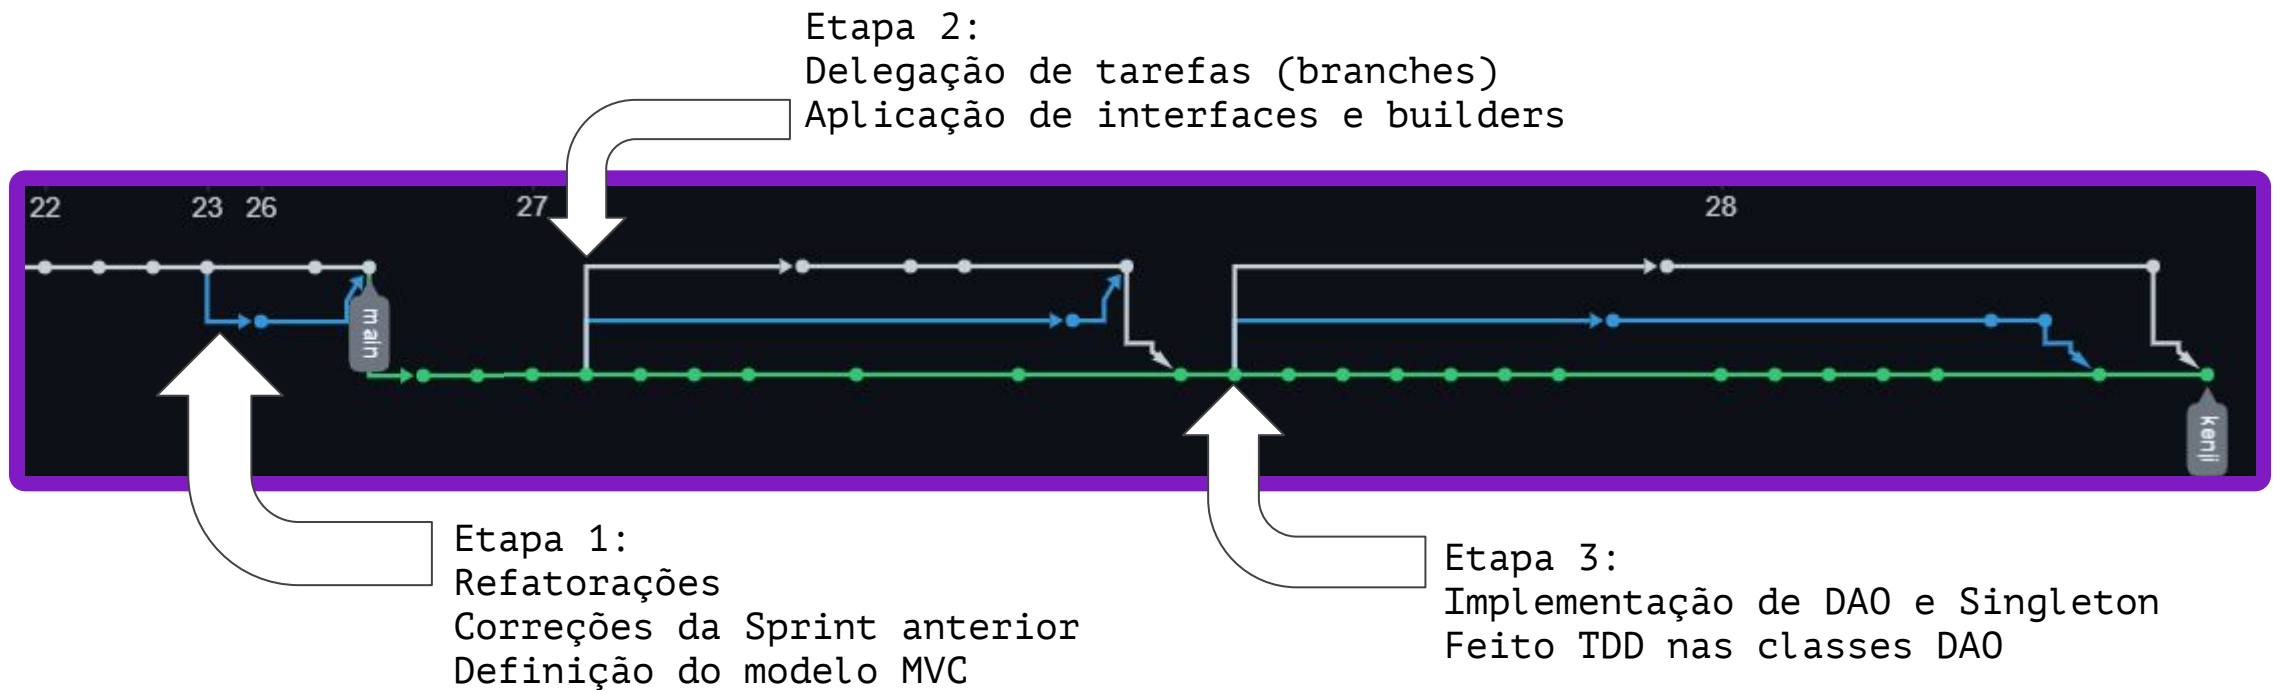 Etapa 2:
Delegação de tarefas (branches)
Aplicação de interfaces e builders
22 23 26 27 28
main
kenji
Etapa 1:
Refatorações
Correções da Sprint anterior
Definição do modelo MVC
Etapa 3:
Implementação de DAO e Singleton
Feito TDD nas classes DAO